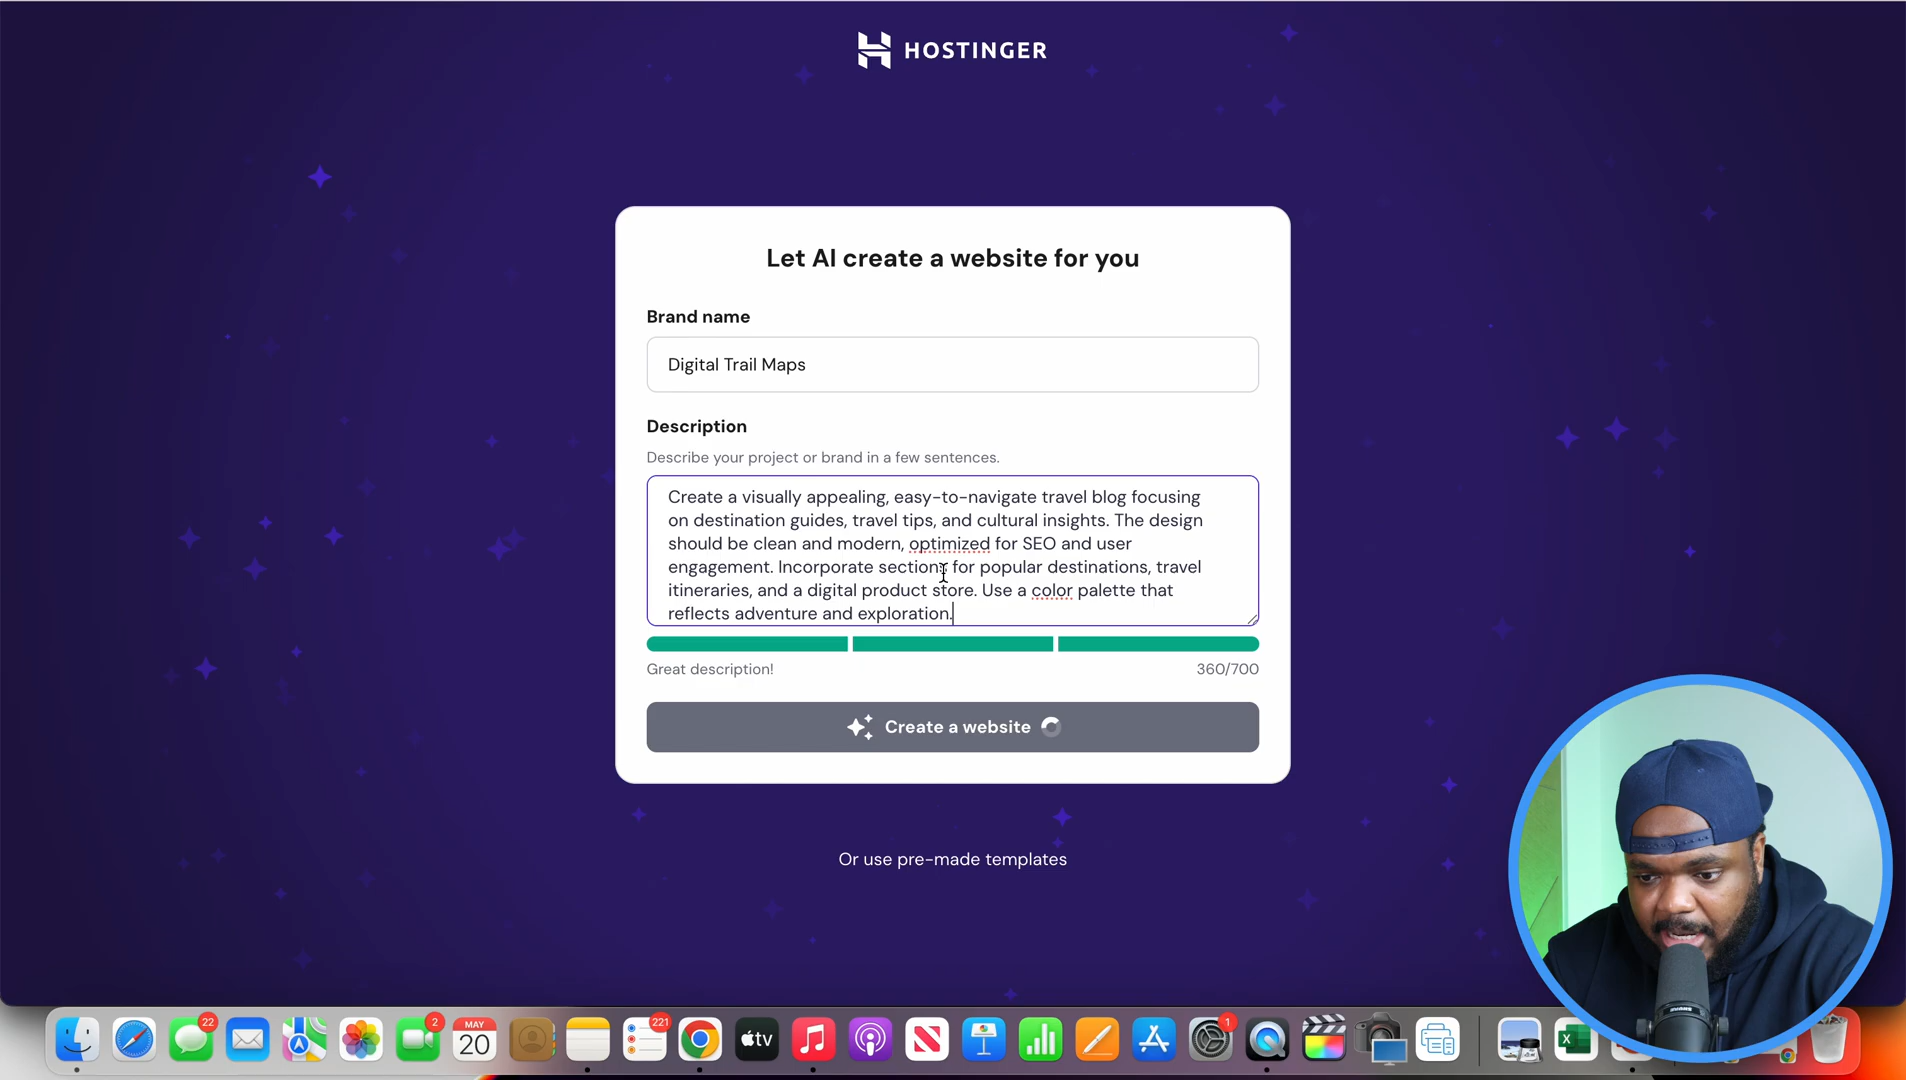 HOSTINGER
Let AI create a website for you
Brand name
Digital Trail Maps
Description
Describe your project or brand in a few sentences.
Create a visually appealing, easy-to-navigate travel blog focusing
on destination guides, travel tips, and cultural insights. The design
should be clean and modern, optimized for SEO and user
engagement. Incorporate sections for popular destinations, travel
itineraries, and a digital product store. Use a color palette that
reflects adventure and exploration.
Great description!
360/700
Create a website
Or use pre-made templates
22
2
MAY
20
221
tv
1
X